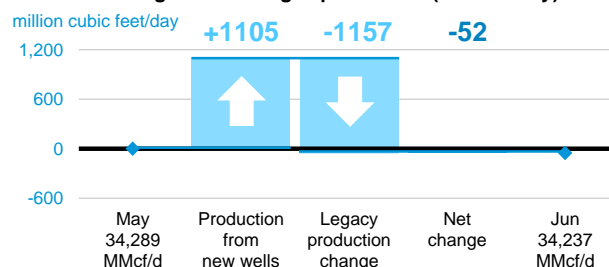 million cubic feet/day
+1105 -1157 -52
1,200
600
0
-600
May Production Legacy Net Jun
34,289 from production change 34,237
MMcf/d new wells change MMcf/d